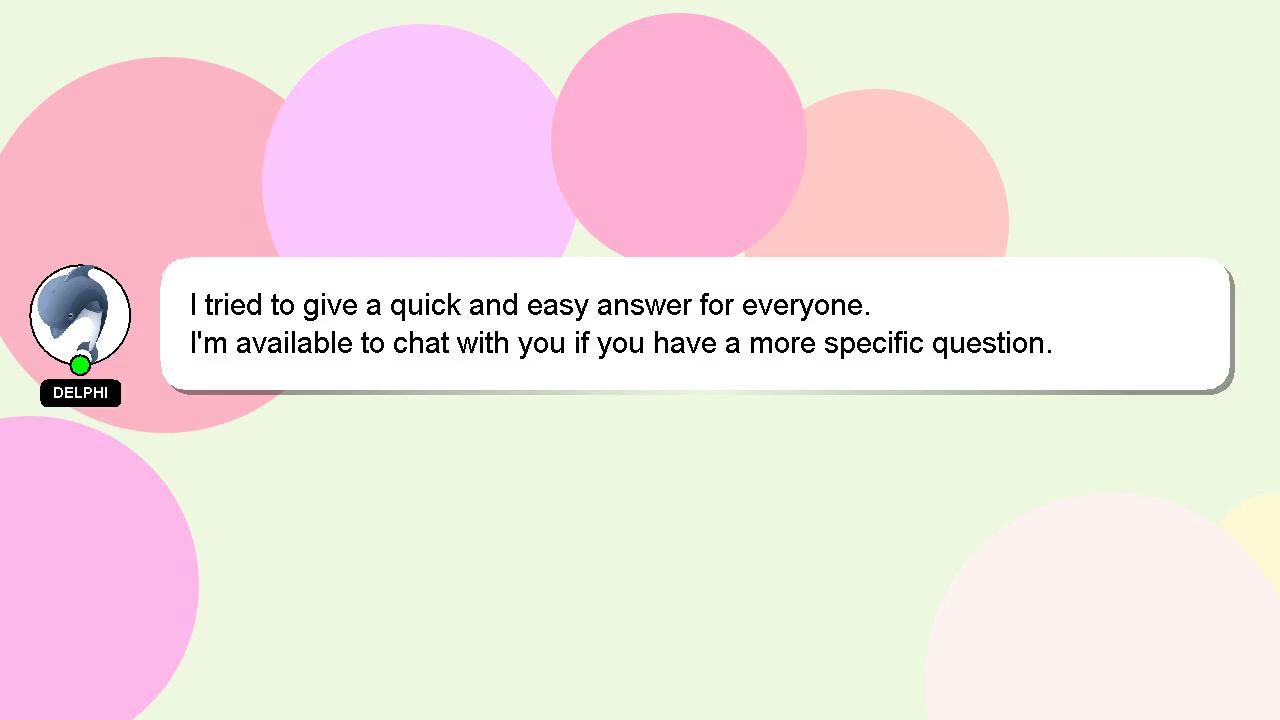 I tried to give a quick and easy answer for everyone.
I'm available to chat with you if you have a more specific question.
DELPHI